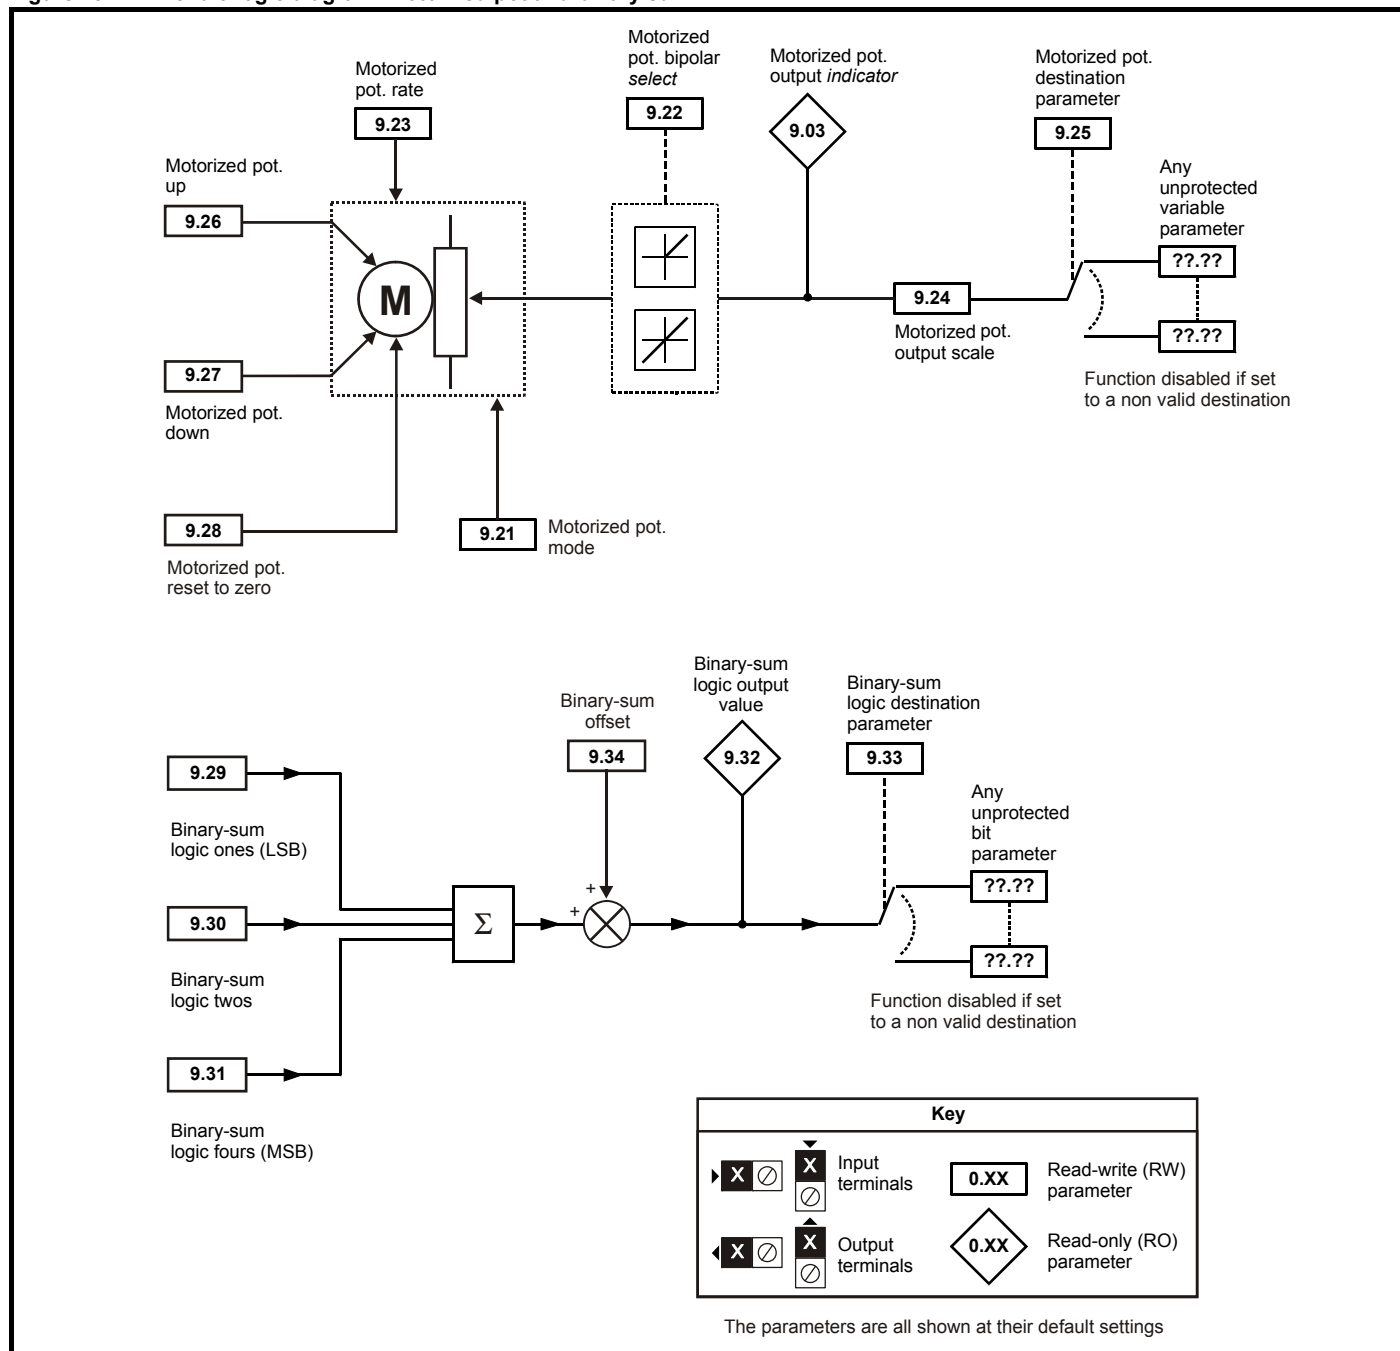 Motorized
pot. rate
9.23
Motorized
pot. bipolar
select
9.22
Motorized pot.
output indicator
9.03
Motorized pot.
destination
parameter
9.25
Motorized pot.
up
9.26
Any
unprotected
variable
parameter
??.??
??.??
M
9.24
Motorized pot.
output scale
9.27
Motorized pot.
down
Function disabled if set
to a non valid destination
9.28
Motorized pot.
reset to zero
9.21
Motorized pot.
mode
Binary-sum
offset
9.34
Binary-sum
logic output
value
9.32
Binary-sum
logic destination
parameter
9.33
9.29
Binary-sum
logic ones (LSB)
Any
unprotected
bit
parameter
??.??
??.??
9.30
Binary-sum
logic twos
Σ
+
+
Function disabled if set
to a non valid destination
9.31
Binary-sum
logic fours (MSB)
Key
X
X
Input
terminals
0.XX
Read-write (RW)
parameter
X
X
Output
terminals
0.XX
Read-only (RO)
parameter
The parameters are all shown at their default settings